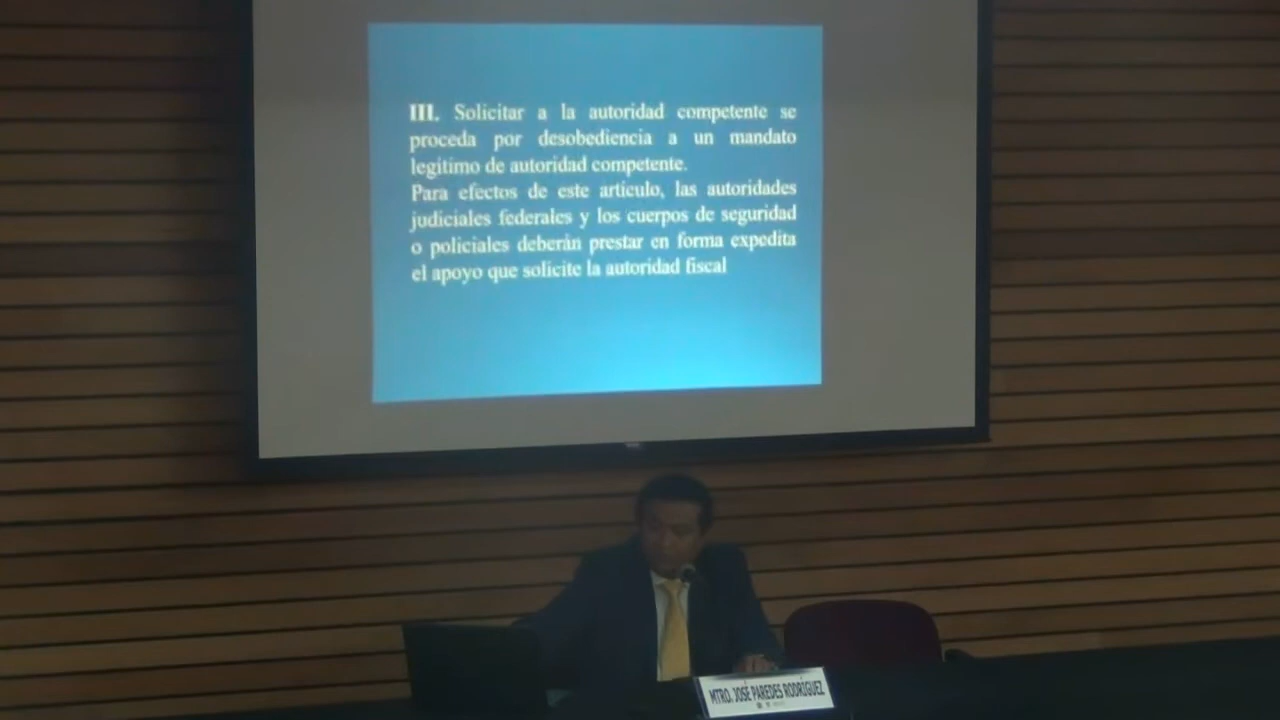 III. Solicitar a la autoridad competente se
proceda por desobediencia a un mandato
legítimo de autoridad competente.
Para efectos de este artículo, las autoridades
judiciales federales y los cuerpos de seguridad
o policiales deberán prestar en forma expedita
el apoyo que solicite la autoridad fiscal
MTRO. JOSÉ PAREDES RODRÍGUEZ